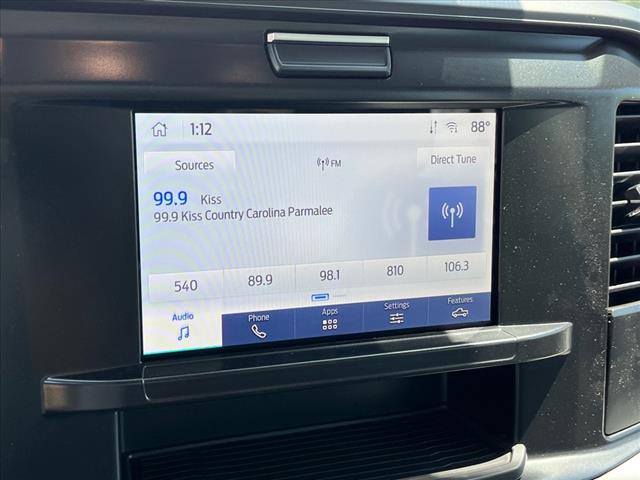 1:12 88°
Sources FM Direct Tune
99.9 Kiss
99.9 Kiss Country Carolina Parmalee
540 89.9 98.1 810 106.3
Audio Phone Apps Settings Features